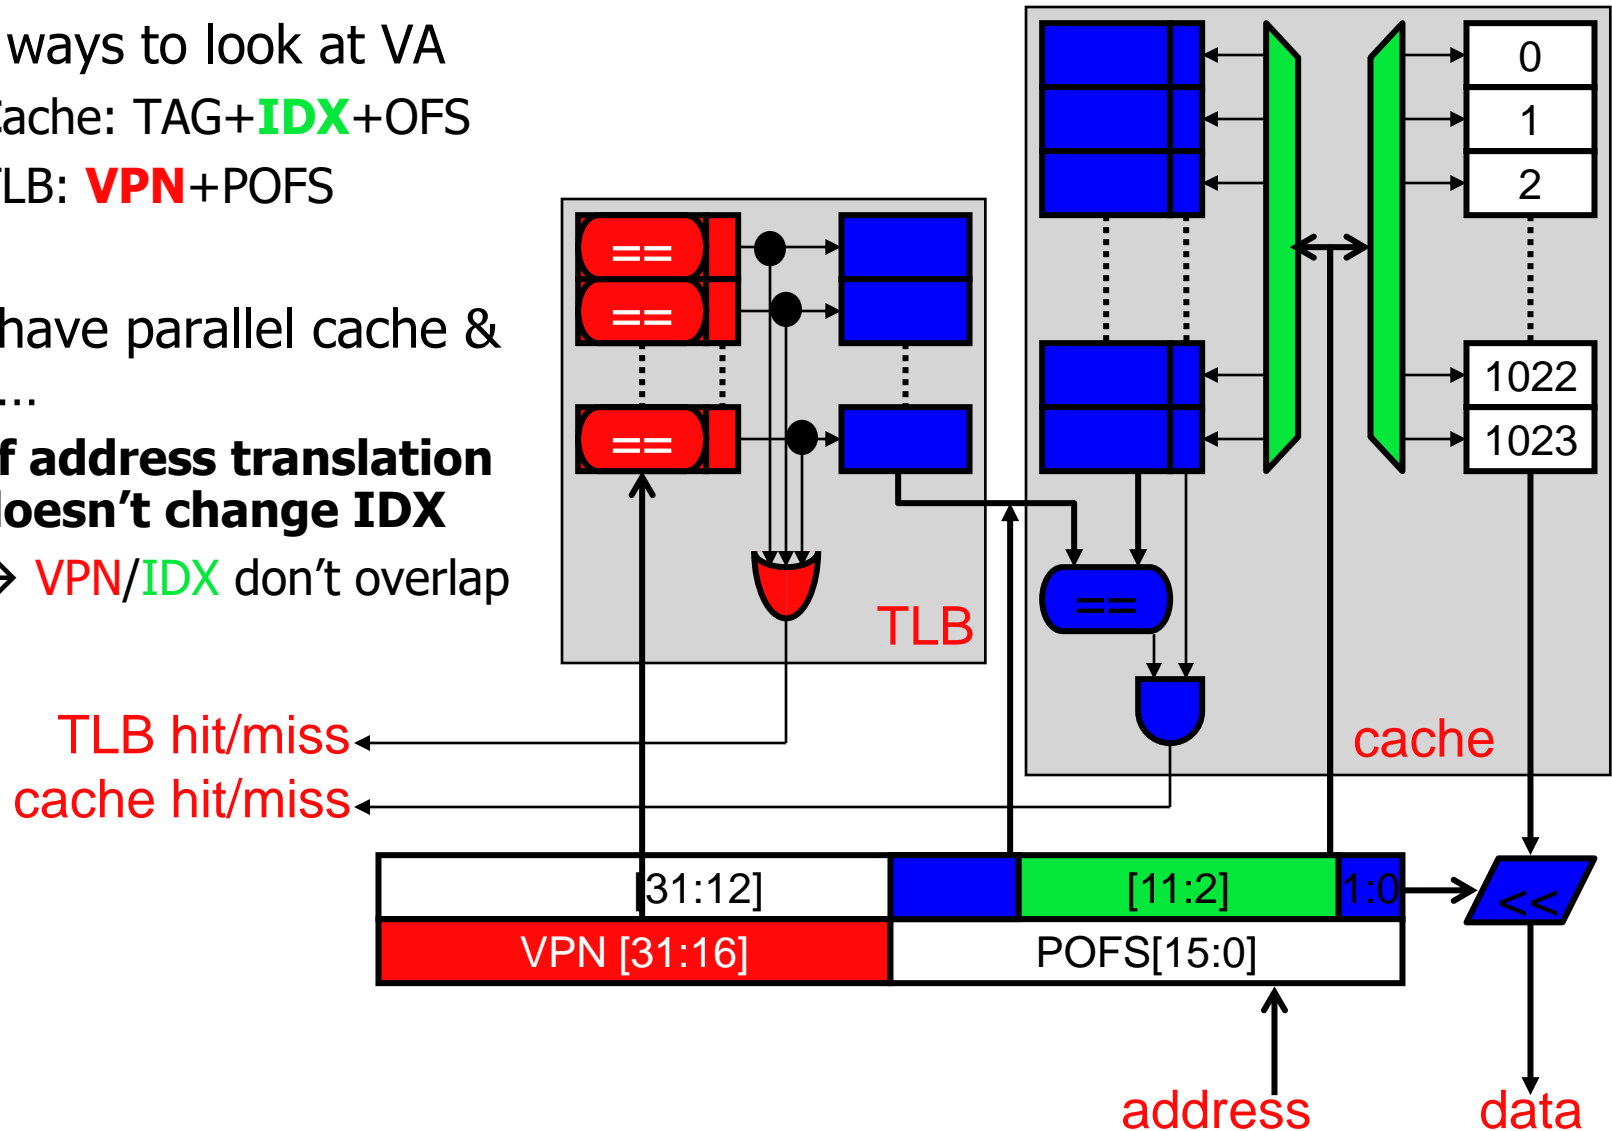 ways to look at VA
ache: TAG+IDX+OFS
LB: VPN+POFS
have parallel cache &
...
f address translation
oesn't change IDX
→ VPN/IDX don't overlap
0
1
2
1022
1023
==
==
==
==
TLB
cache
TLB hit/miss
cache hit/miss
[31:12]
[11:2]
1:0
<<
VPN [31:16]
POFS[15:0]
address
data